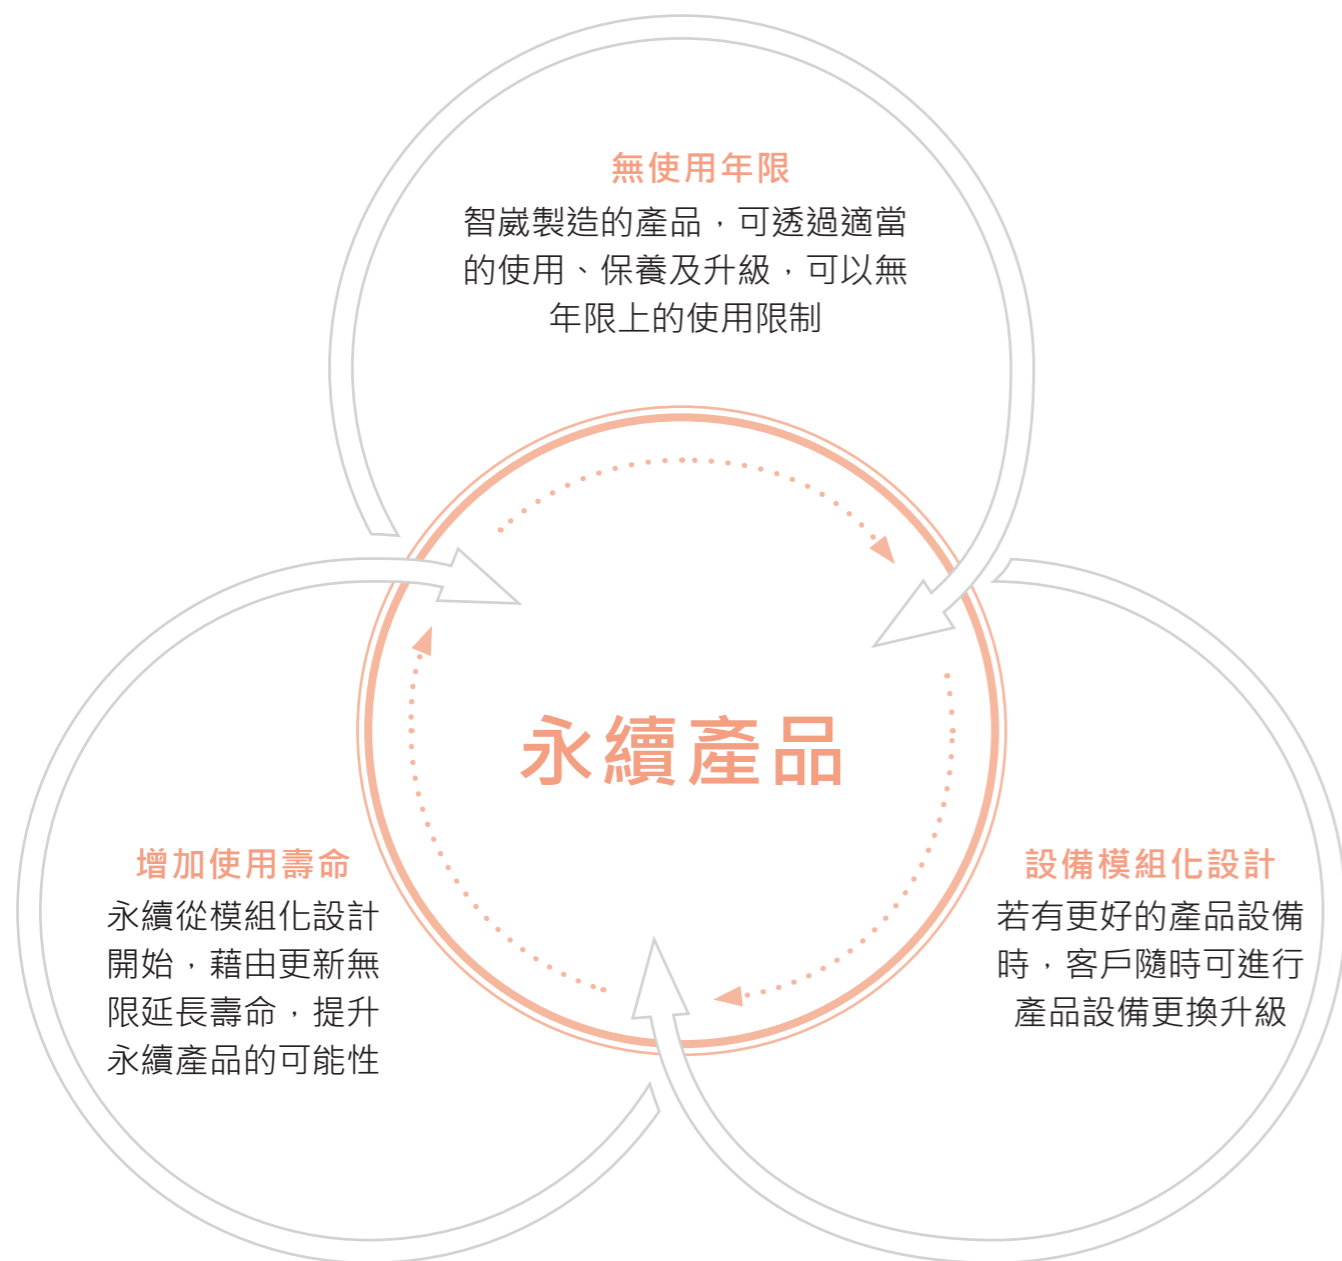 無使用年限
智崴製造的產品，可透過適當
的使用、保養及升級，可以無
年限上的使用限制
永續產品
增加使用壽命
永續從模組化設計
開始，藉由更新無
限延長壽命，提升
永續產品的可能性
設備模組化設計
若有更好的產品設備
時，客戶隨時可進行
產品設備更換升級